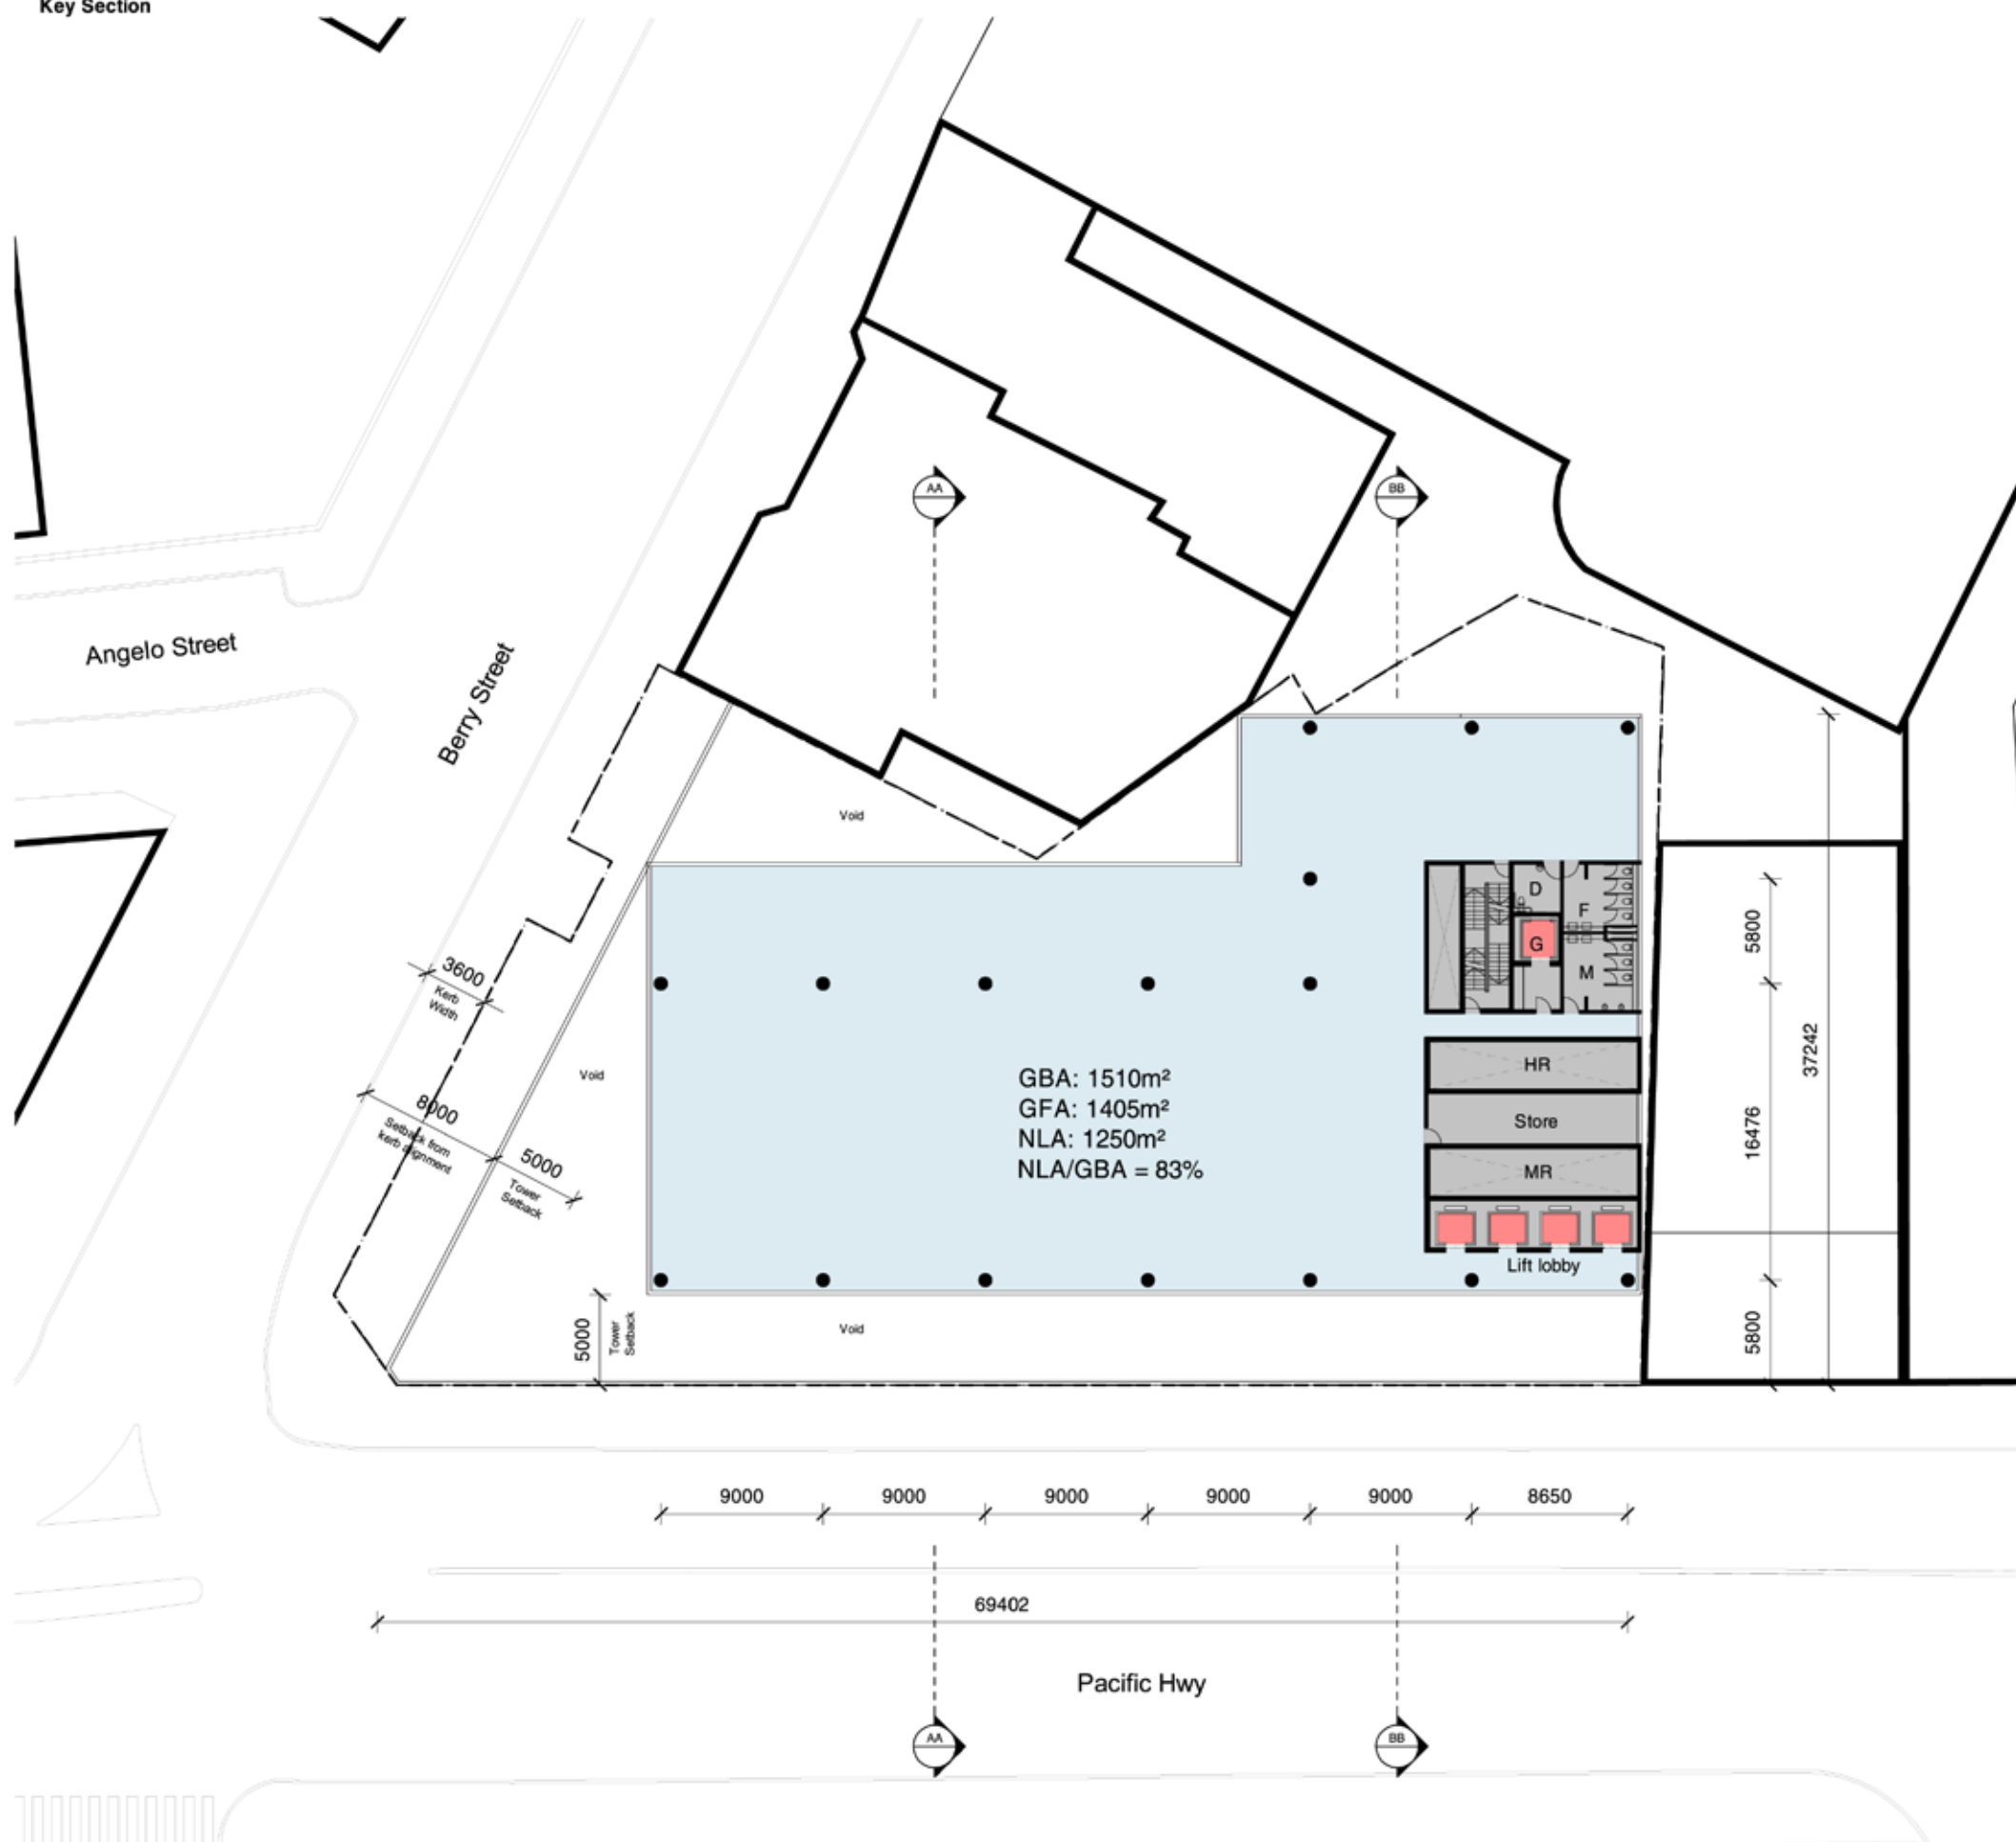 Key Section
AA
BB
Angelo Street
Berry Street
Void
D
F
G
M
5800
3600
Kerb
Width
37242
HR
Void
GBA: 1510m²
GFA: 1405m²
NLA: 1250m²
NLA/GBA = 83%
8000
Setback from
kerb alignment
Store
16476
5000
Tower
Setback
MR
Lift lobby
5000
Tower
Setback
Void
5800
9000
9000
9000
9000
9000
8650
69402
Pacific Hwy
AA
BB